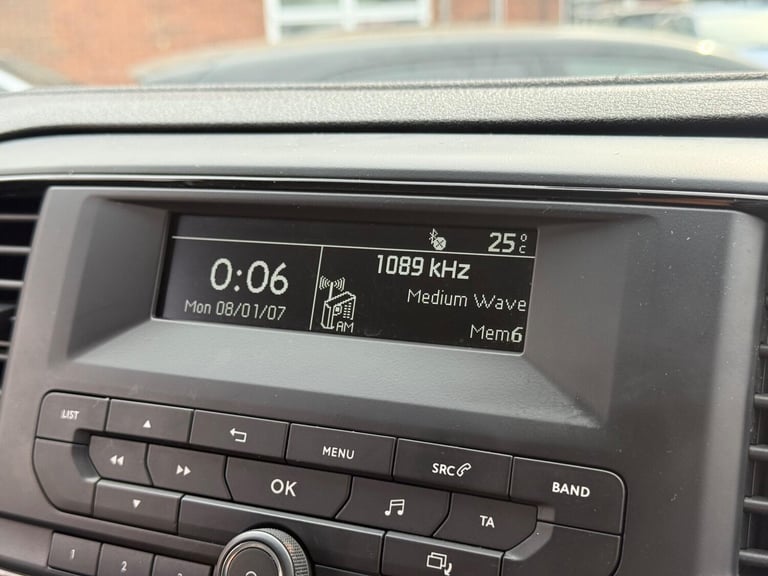 25°C
0:06
Mon 08/01/07
1089 kHz
Medium Wave
Mem6
AM
LIST
MENU
SRC
BAND
OK
TA
1
2